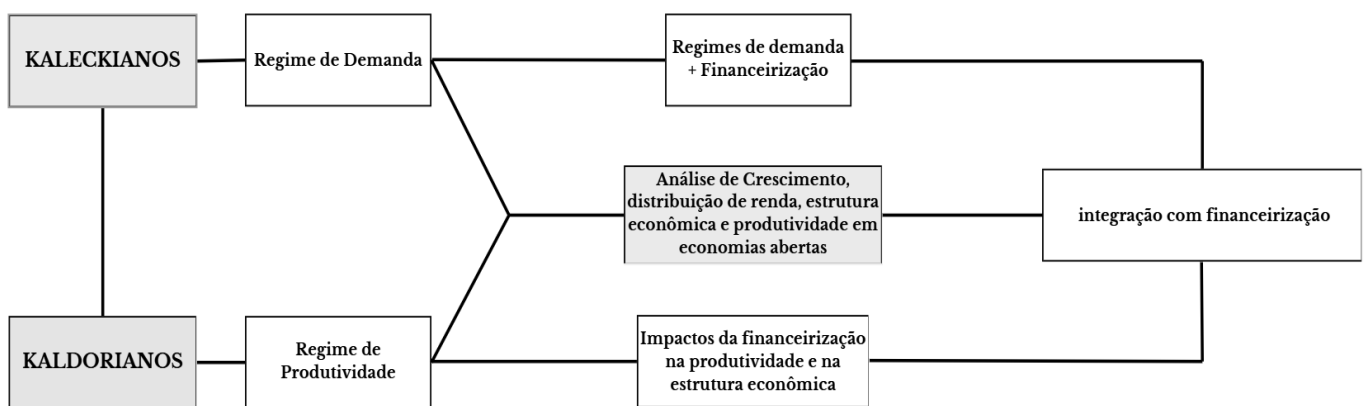 KALECKIANOS
Regime de Demanda
Regimes de demanda
+ Financeirização
Análise de Crescimento,
distribuição de renda, estrutura
econômica e produtividade em
economias abertas
integração com financeirização
KALDORIANOS
Regime de
Produtividade
Impactos da financeirização
na produtividade e na
estrutura econômica